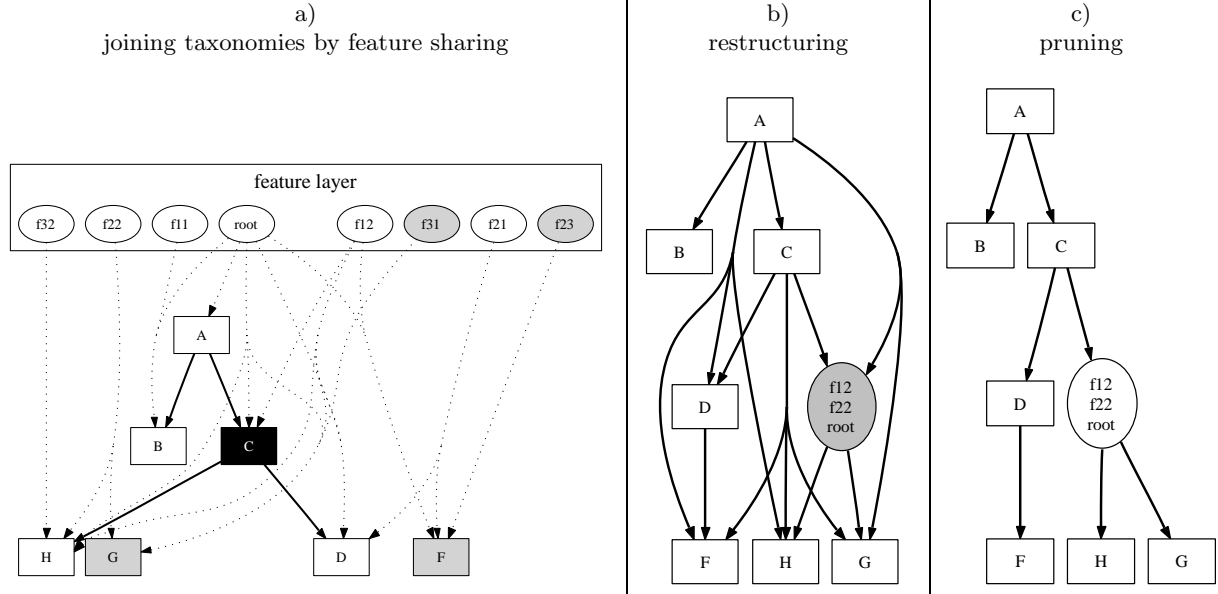 a)
joining taxonomies by feature sharing
feature layer
f32 f22 f11 root f12 f31 f21 f23
A
B C
H G D F
b)
restructuring
A
B C
D
f12
f22
root
F H G
c)
pruning
A
B C
D
f12
f22
root
F H G